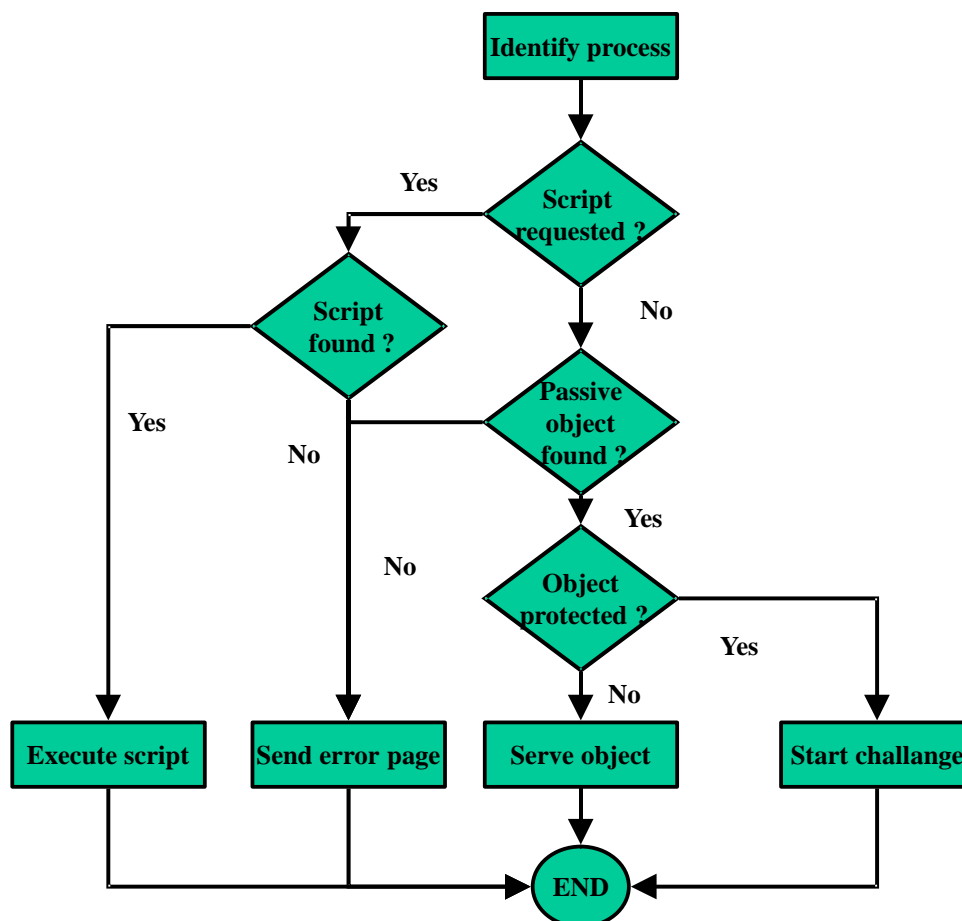 Identify process
Yes
Script
requested ?
Script
found ?
No
Passive
object
found ?
Yes
No
Yes
No
Object
protected ?
Yes
No
Execute script
Send error page
Serve object
Start challange
END